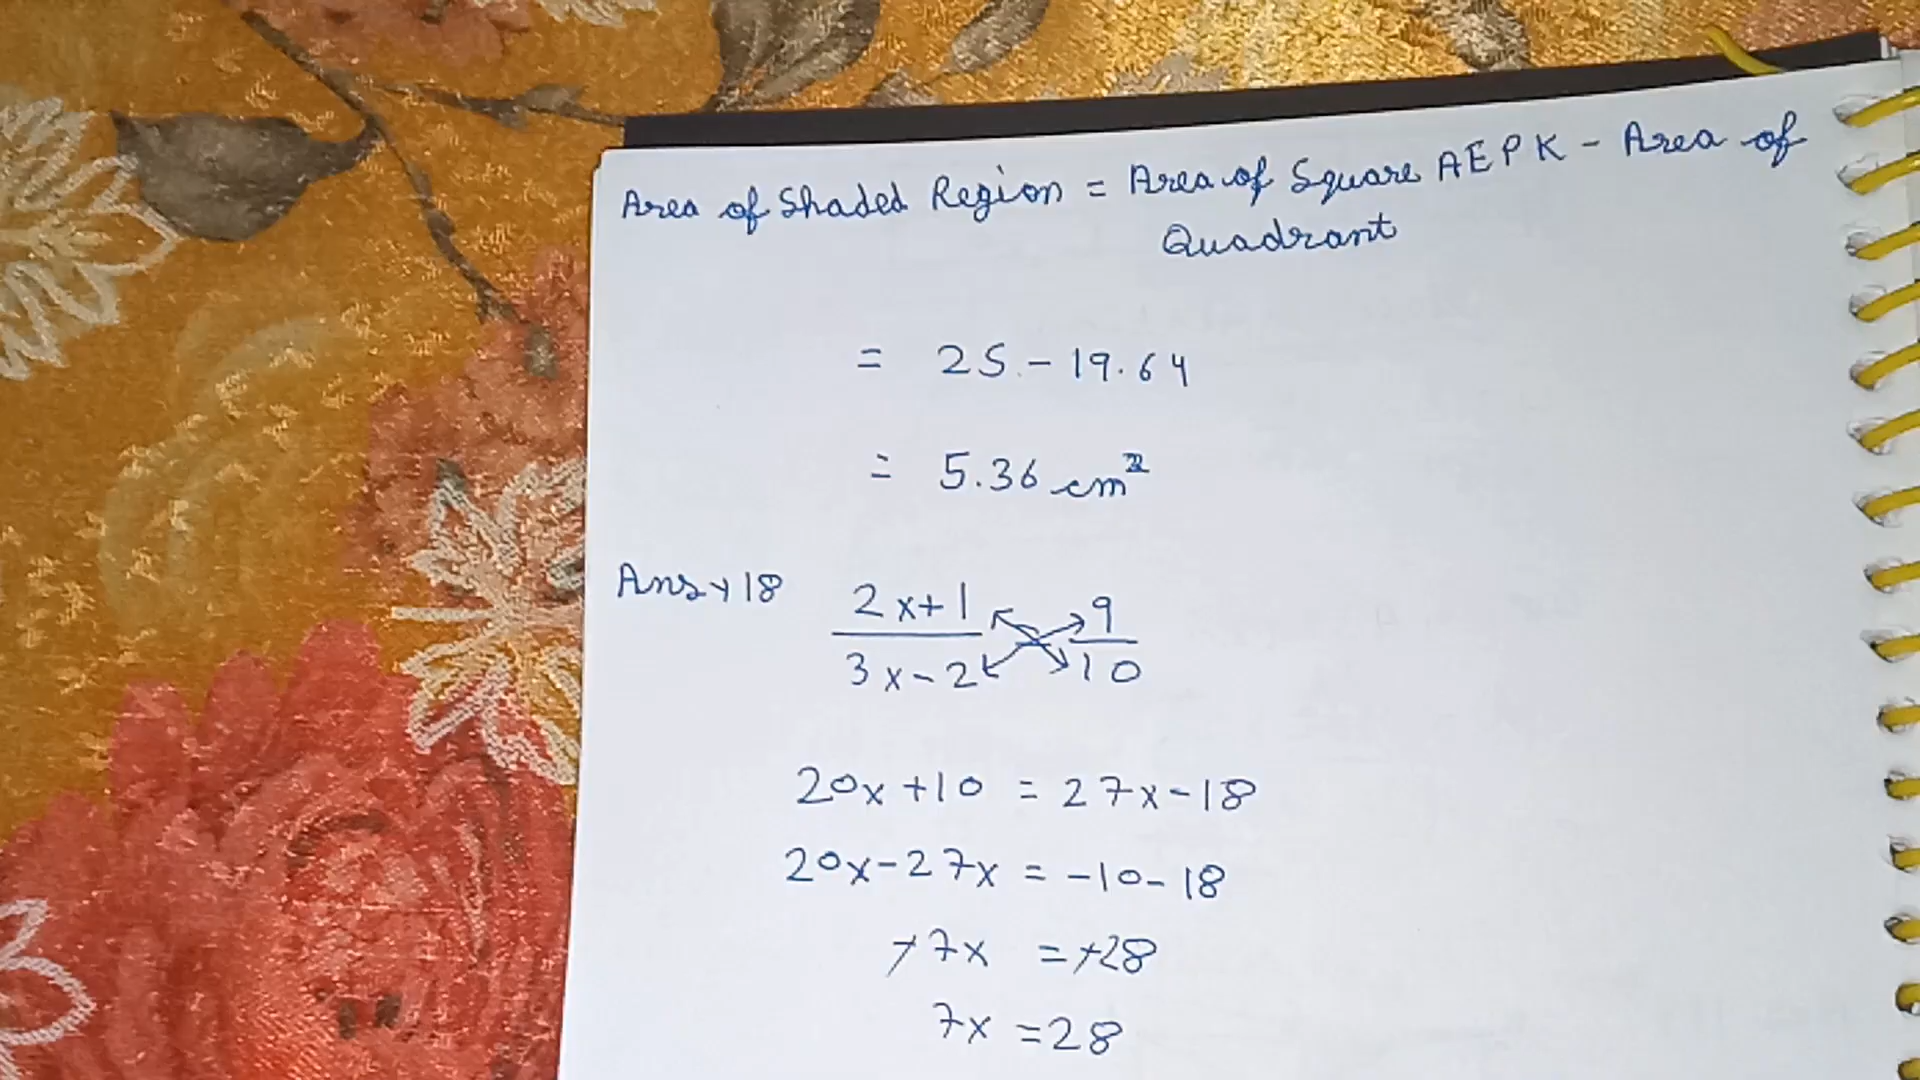 Area of Shaded Region = Area of Square AEPK - Area of
Quadrant
= 25 - 19.64
= 5.36 cm²
Ans 18
2x+1 9
3x-2 10
20x+10 = 27x-18
20x-27x = -10-18
-7x = -28
7x = 28